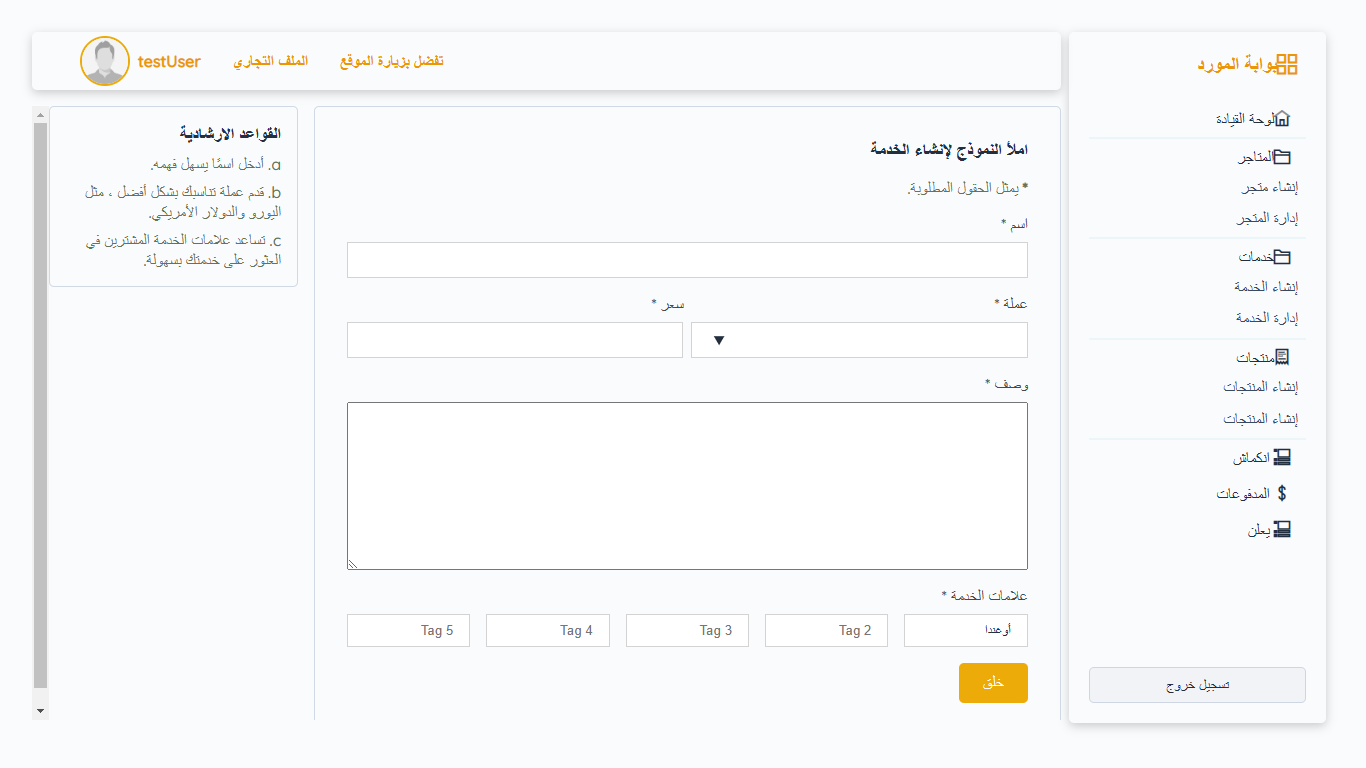 بوابة المورد
لوحة القيادة
المتاجر
إنشاء متجر
إدارة المتجر
خدمات
إنشاء الخدمة
إدارة الخدمة
منتجات
إنشاء المنتجات
إنشاء المنتجات
انكماش
المدفوعات
يعلن
تسجيل خروج
تفضل بزيارة الموقع
الملف التجاري
testUser
املأ النموذج لإنشاء الخدمة
* يمثل الحقول المطلوبة.
اسم *
عملة *
سعر *
وصف *
علامات الخدمة *
أوغندا
Tag 2
Tag 3
Tag 4
Tag 5
خلق
القواعد الارشادية
a. أدخل اسمًا يسهل فهمه.
b. قدم عملة تناسبك بشكل أفضل ، مثل
اليورو والدولار الأمريكي.
c. تساعد علامات الخدمة المشترين في
العثور على خدمتك بسهولة.